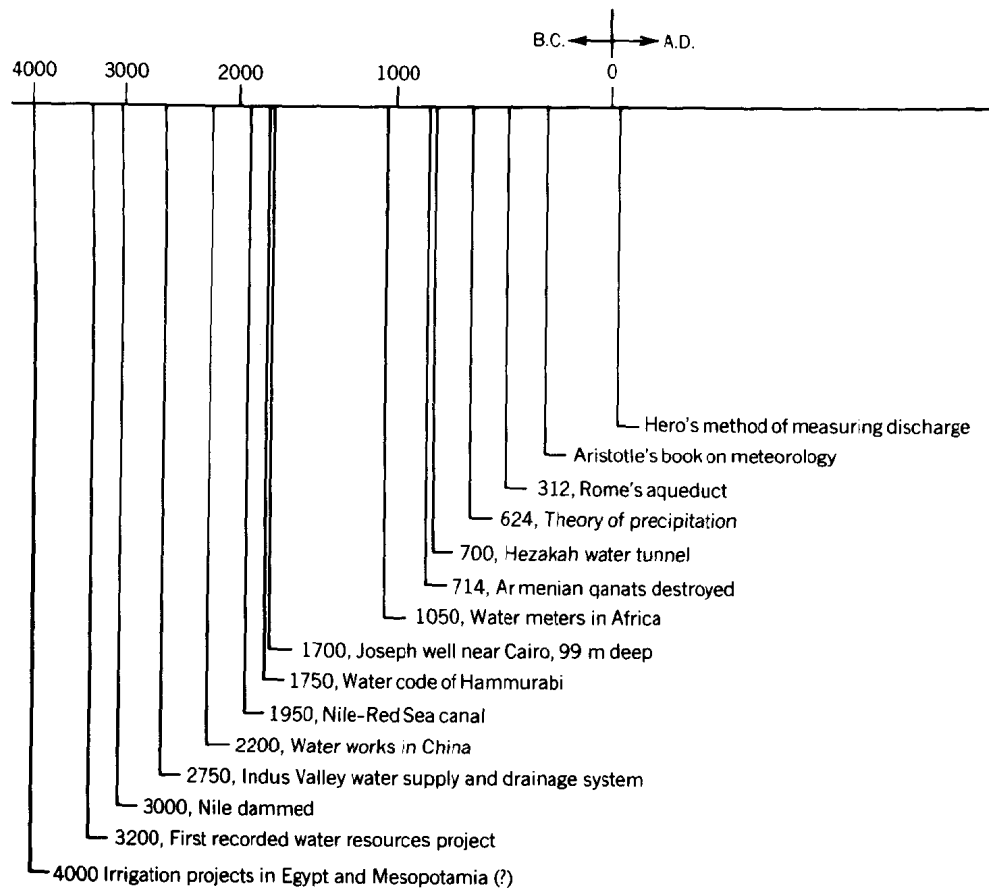 B.C. A.D.
4000 3000 2000 1000 0
Hero's method of measuring discharge
Aristotle's book on meteorology
312, Rome's aqueduct
624, Theory of precipitation
700, Hezakah water tunnel
714, Armenian qanats destroyed
1050, Water meters in Africa
1700, Joseph well near Cairo, 99 m deep
1750, Water code of Hammurabi
1950, Nile-Red Sea canal
2200, Water works in China
2750, Indus Valley water supply and drainage system
3000, Nile dammed
3200, First recorded water resources project
4000 Irrigation projects in Egypt and Mesopotamia (?)